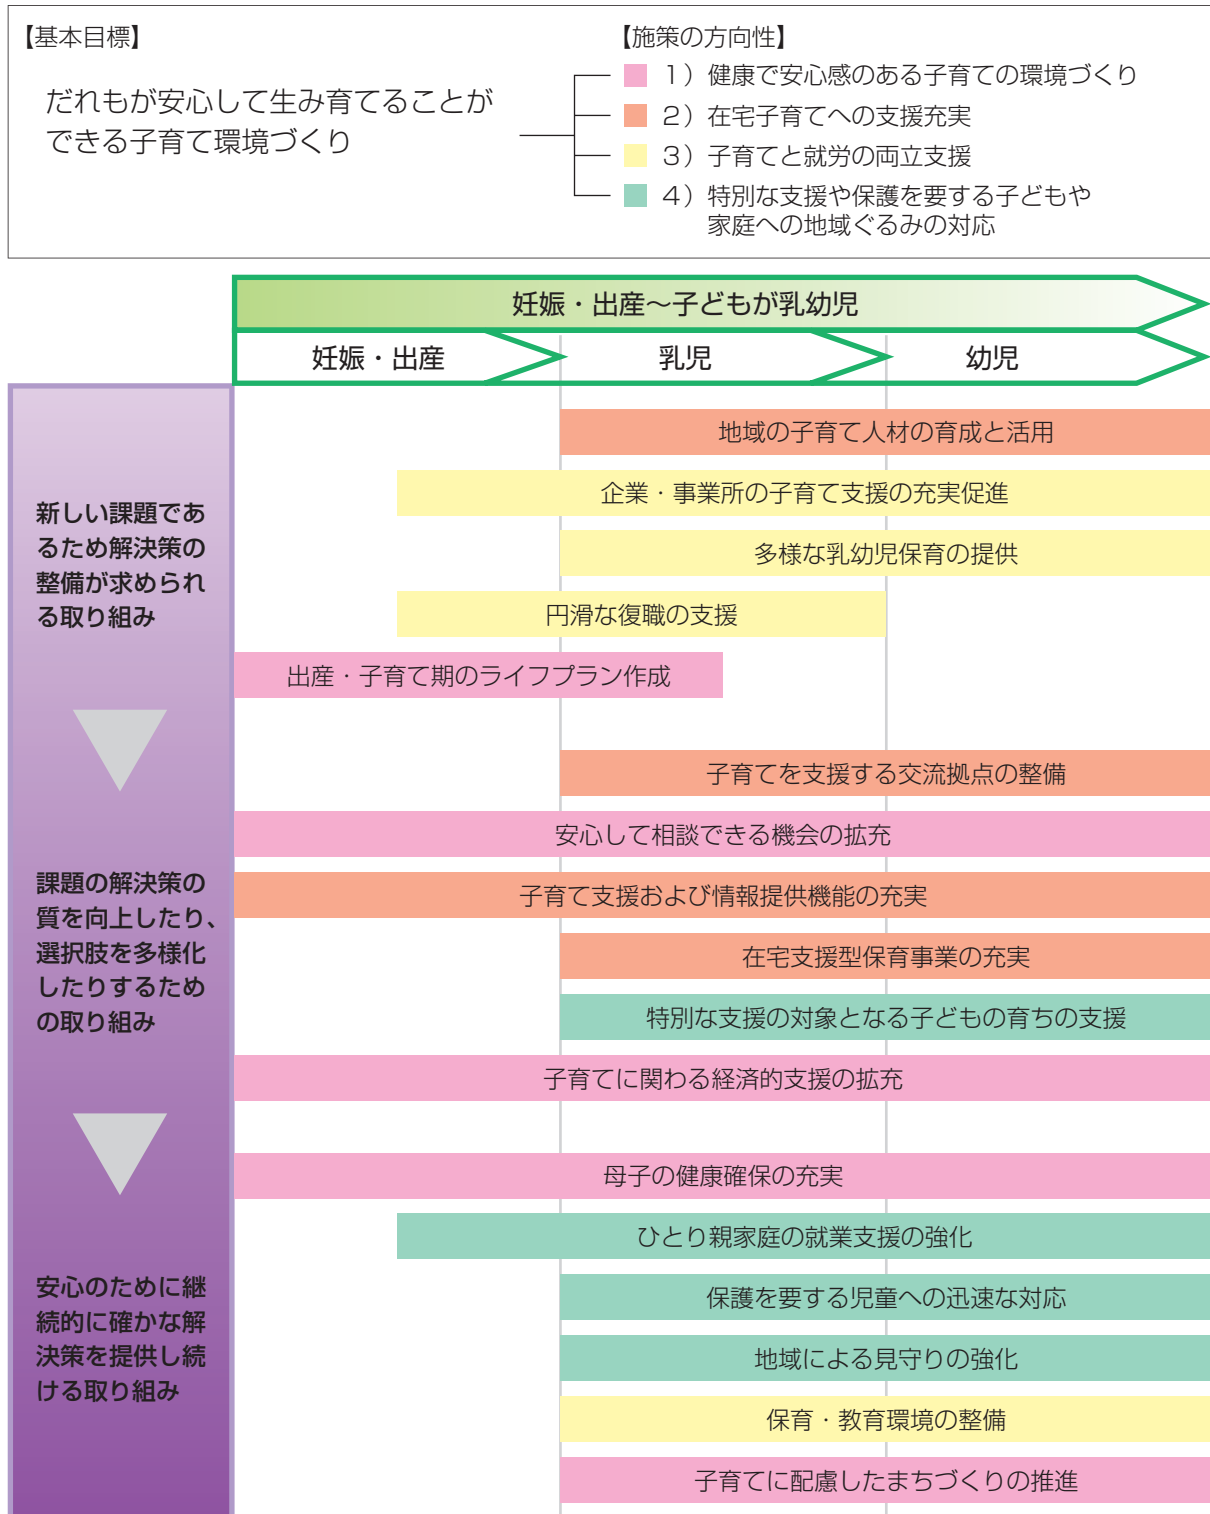 【基本目標】
だれもが安心して生み育てることが
できる子育て環境づくり
【施策の方向性】
1）健康で安心感のある子育ての環境づくり
2）在宅子育てへの支援充実
3）子育てと就労の両立支援
4）特別な支援や保護を要する子どもや
家庭への地域ぐるみの対応
妊娠・出産～子どもが乳幼児
妊娠・出産
乳児
幼児
新しい課題であ
るため解決策の
整備が求められ
る取り組み
地域の子育て人材の育成と活用
企業・事業所の子育て支援の充実促進
多様な乳幼児保育の提供
円滑な復職の支援
出産・子育て期のライフプラン作成
課題の解決策の
質を向上したり、
選択肢を多様化
したりするため
の取り組み
子育てを支援する交流拠点の整備
安心して相談できる機会の拡充
子育て支援および情報提供機能の充実
在宅支援型保育事業の充実
特別な支援の対象となる子どもの育ちの支援
子育てに関わる経済的支援の拡充
安心のために継
続的に確かな解
決策を提供し続
ける取り組み
母子の健康確保の充実
ひとり親家庭の就業支援の強化
保護を要する児童への迅速な対応
地域による見守りの強化
保育・教育環境の整備
子育てに配慮したまちづくりの推進